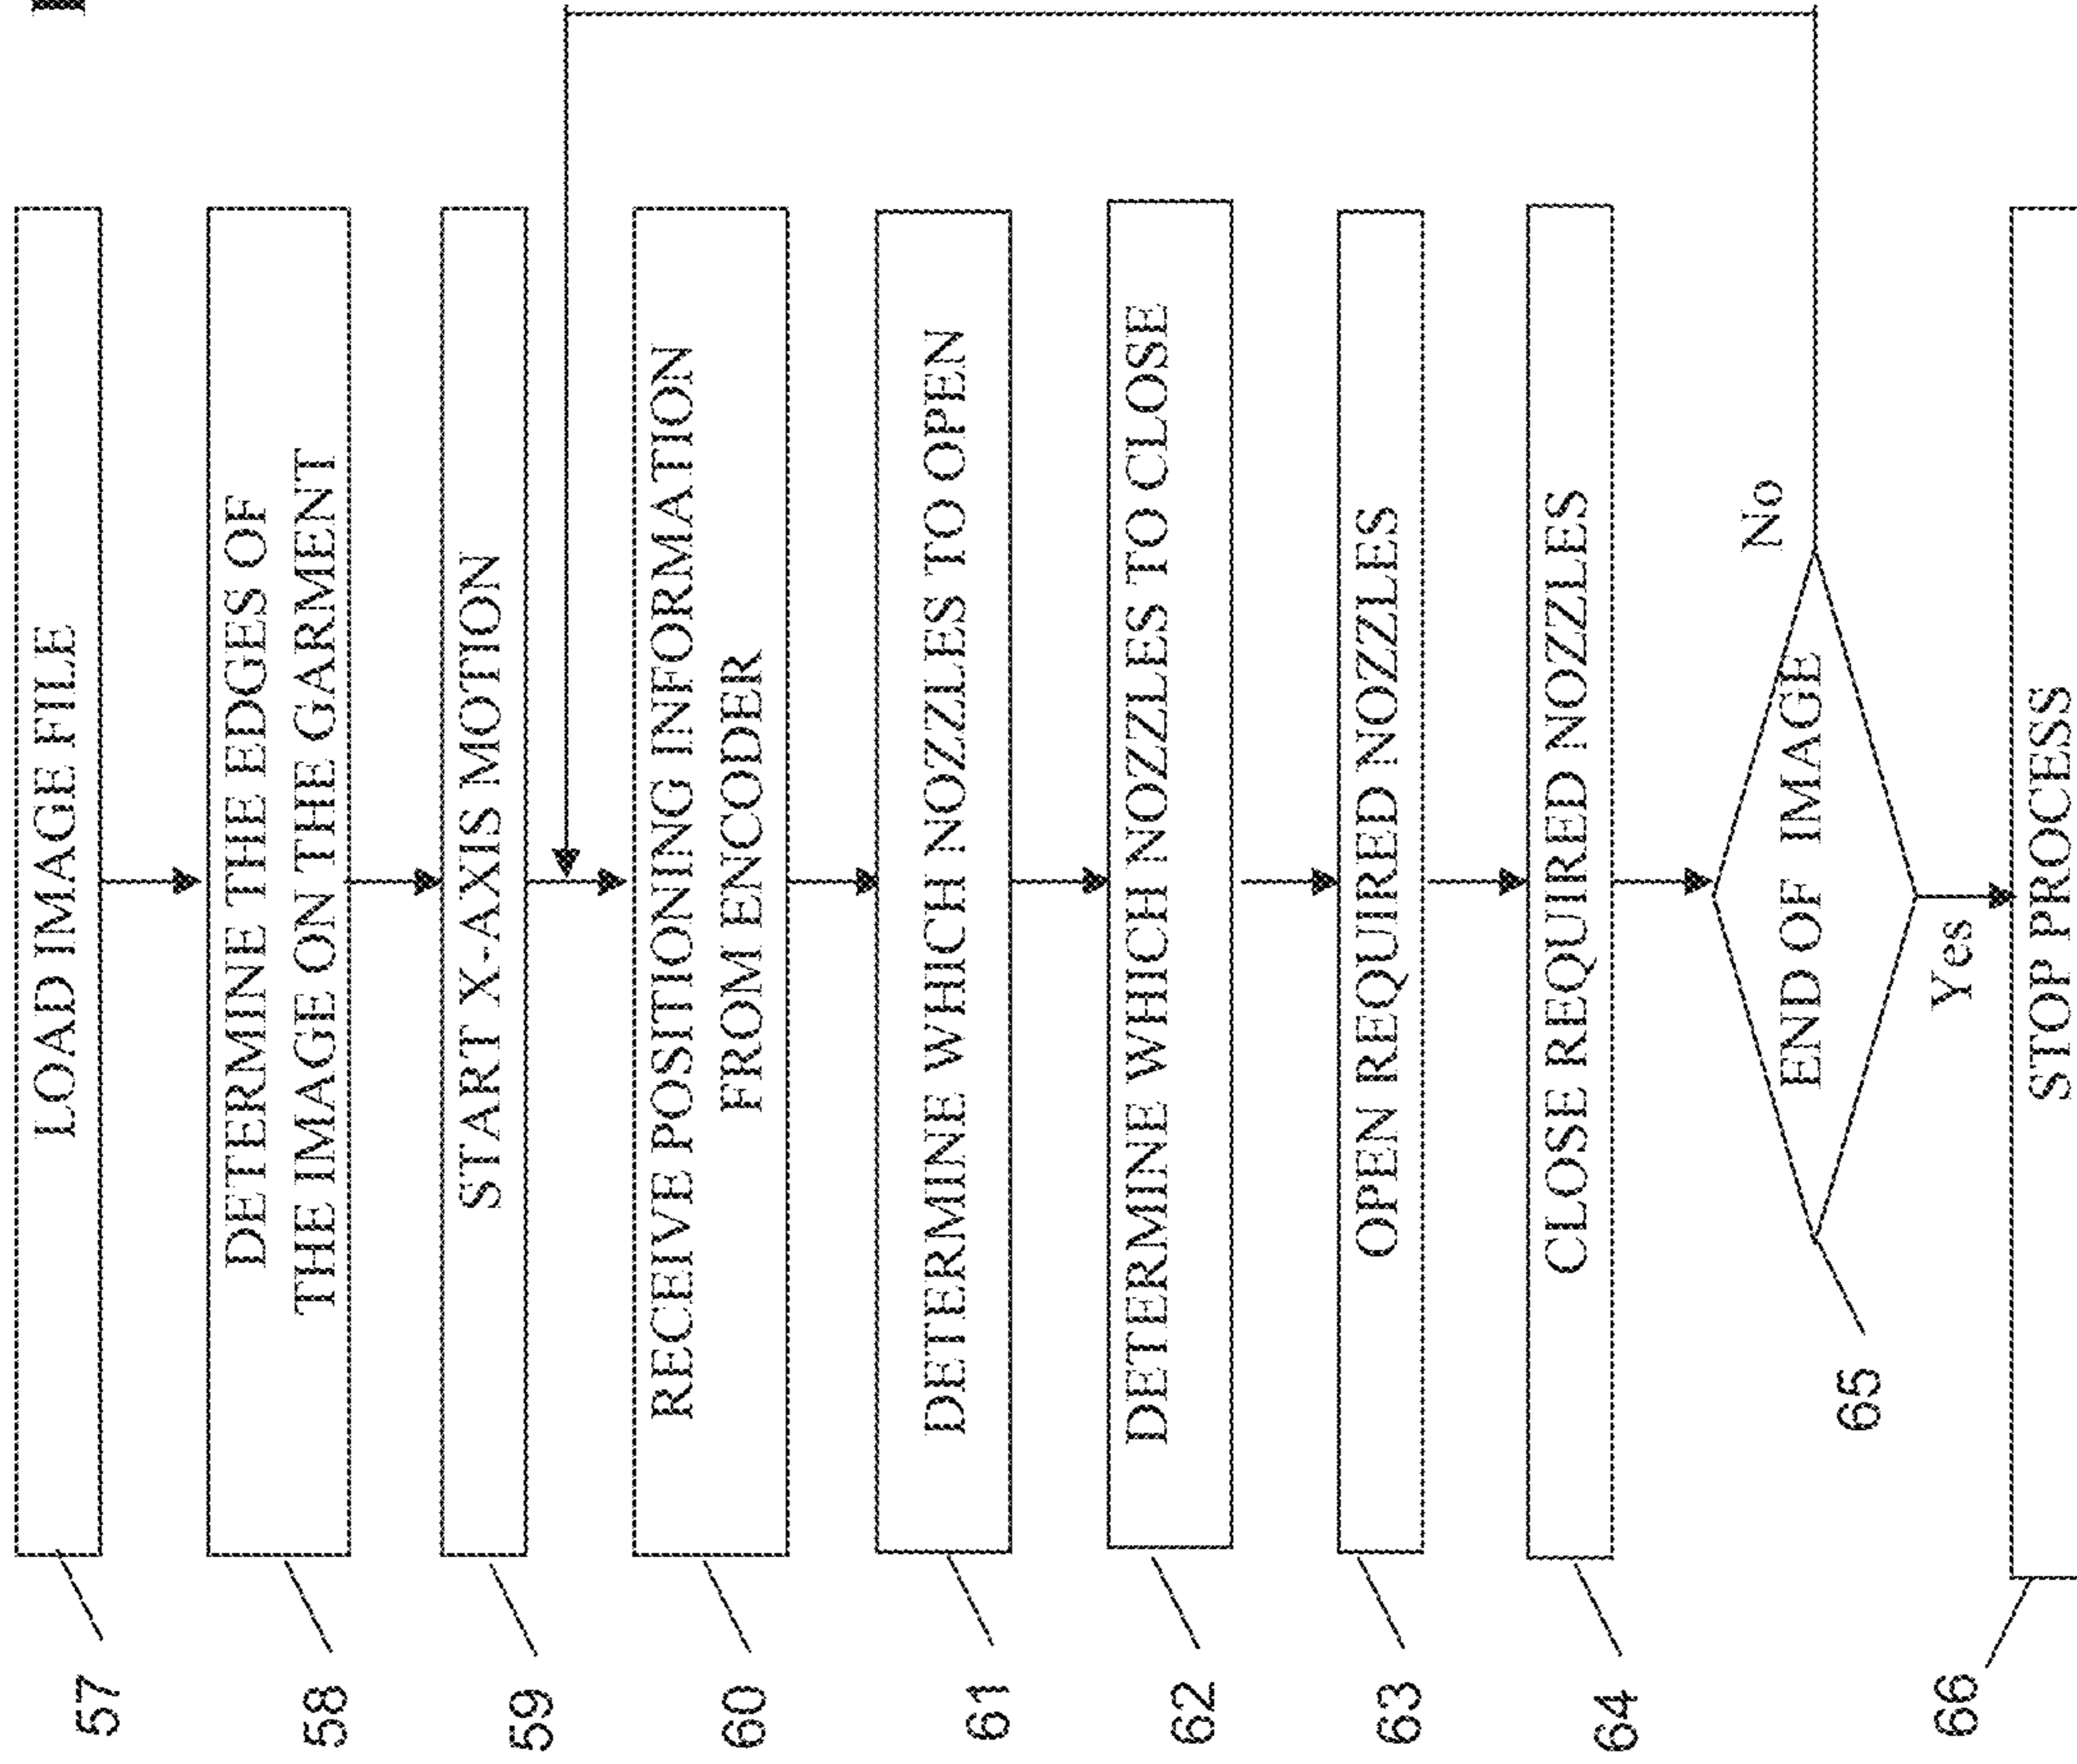 57
LOAD IMAGE FILE
58
DETERMINE THE EDGES OF
THE IMAGE ON THE GARMENT
59
START X-AXIS MOTION
60
RECEIVE POSITIONING INFORMATION
FROM ENCODER
61
DETERMINE WHICH NOZZLES TO OPEN
62
DETERMINE WHICH NOZZLES TO CLOSE
63
OPEN REQUIRED NOZZLES
64
CLOSE REQUIRED NOZZLES
65
END OF IMAGE
No
Yes
66
STOP PROCESS